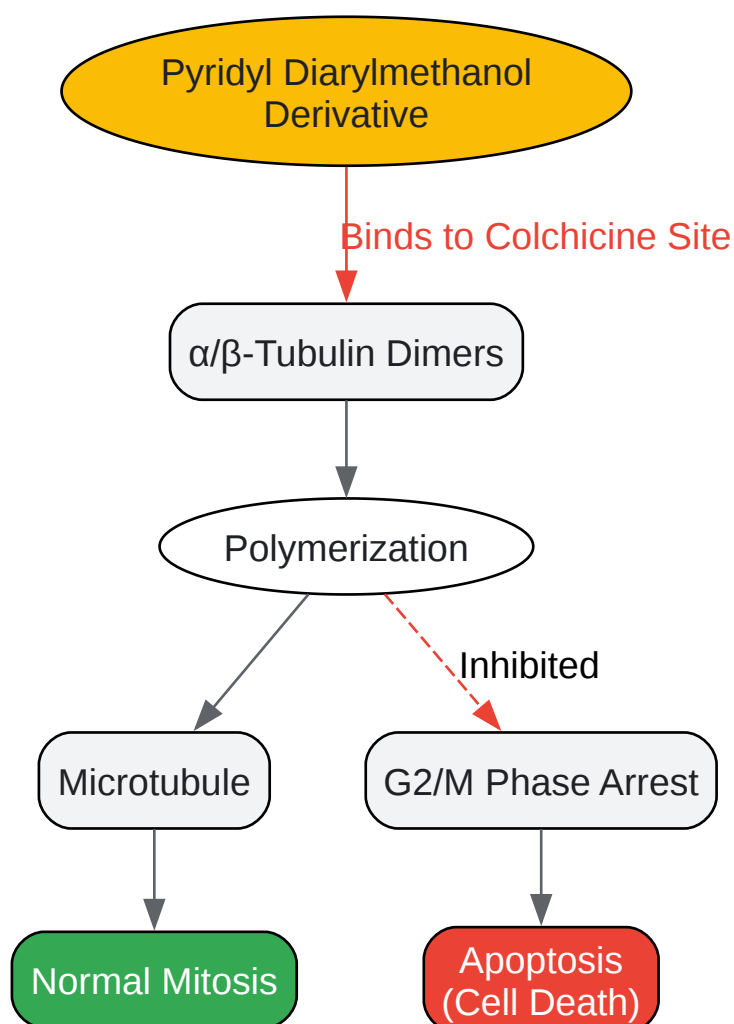 Pyridyl Diarylmethanol
Derivative
Binds to Colchicine Site
α/β-Tubulin Dimers
Polymerization
Inhibited
Microtubule
G2/M Phase Arrest
Normal Mitosis
Apoptosis
(Cell Death)